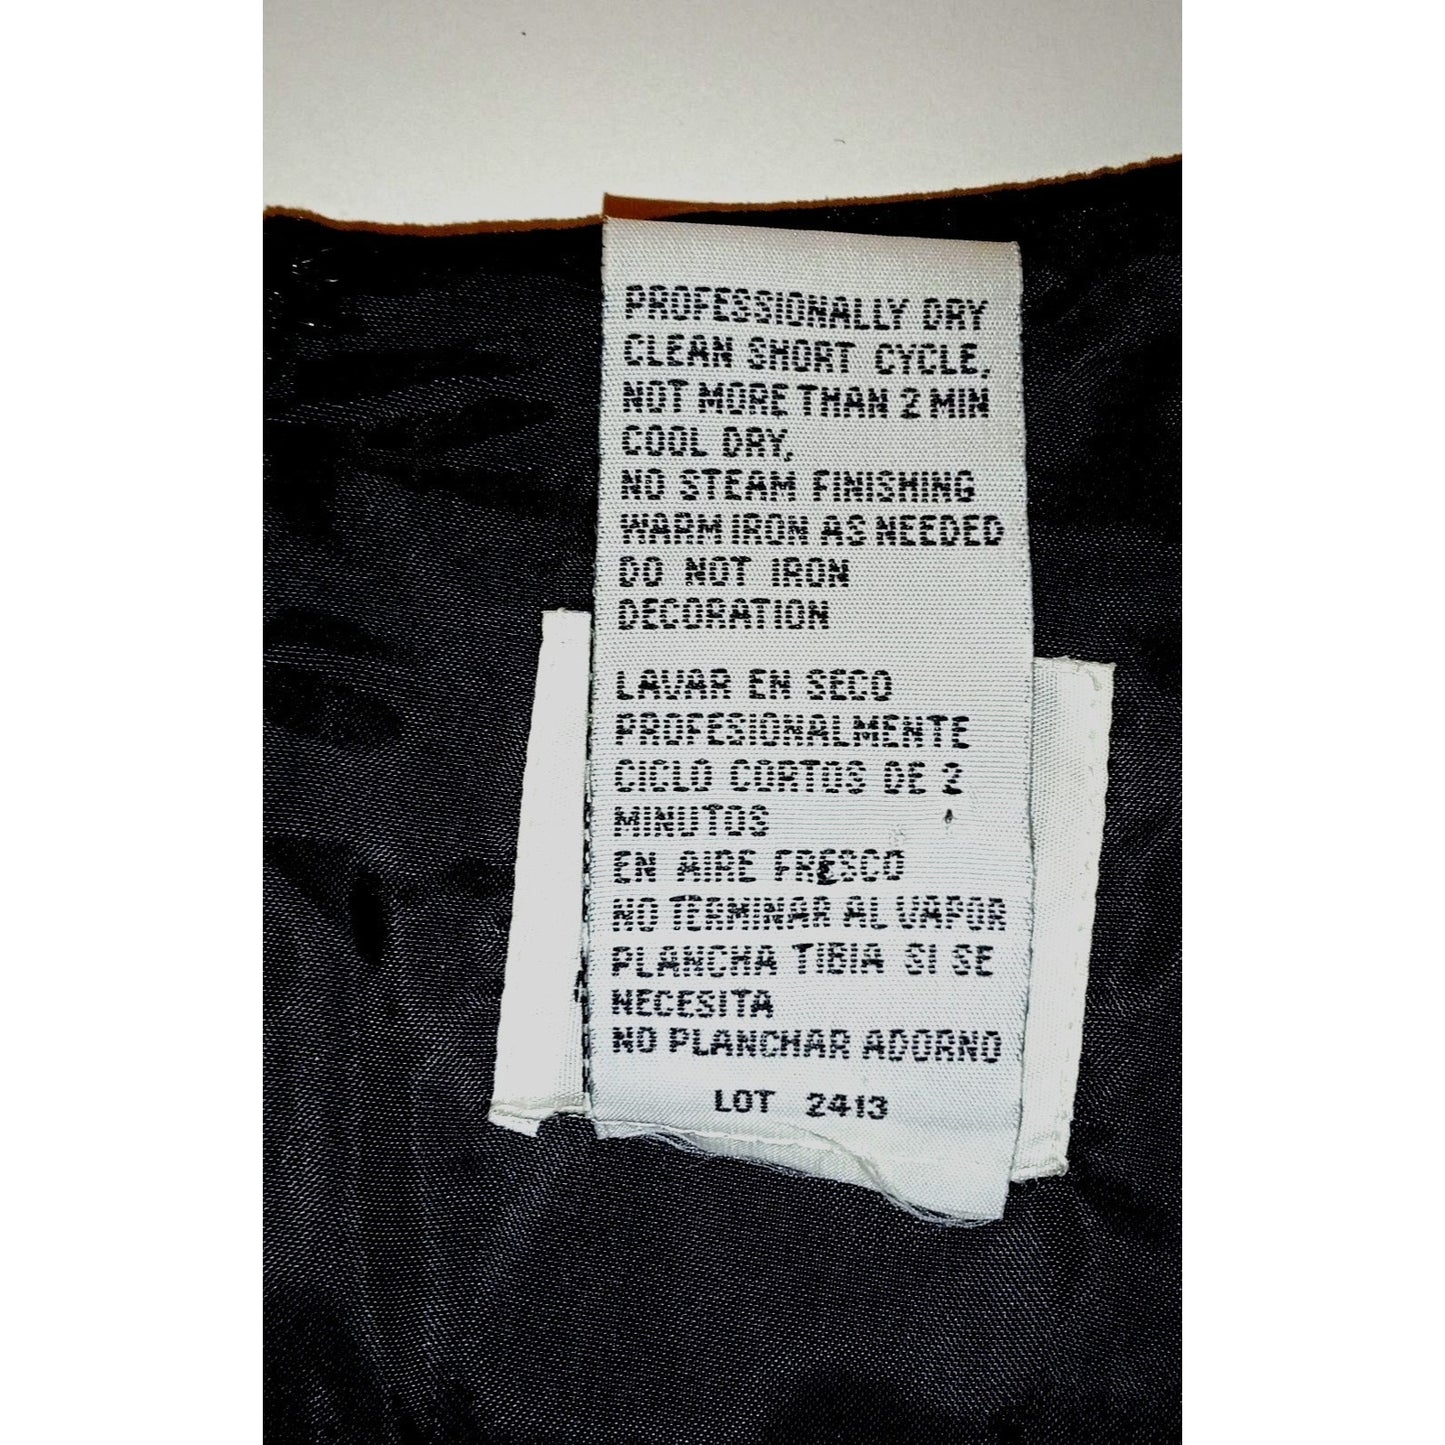 PROFESSIONALLY DRY
CLEAN SHORT CYCLE,
NOT MORE THAN 2 MIN
COOL DRY,
NO STEAM FINISHING
WARM IRON AS NEEDED
DO NOT IRON
DECORATION
LAVAR EN SECO
PROFESIONALMENTE
CICLO CORTOS DE 2
MINUTOS
EN AIRE FRESCO
NO TERMINAR AL VAPOR
PLANCHA TIBIA SI SE
NECESITA
NO PLANCHAR ADORNO
LOT 2413